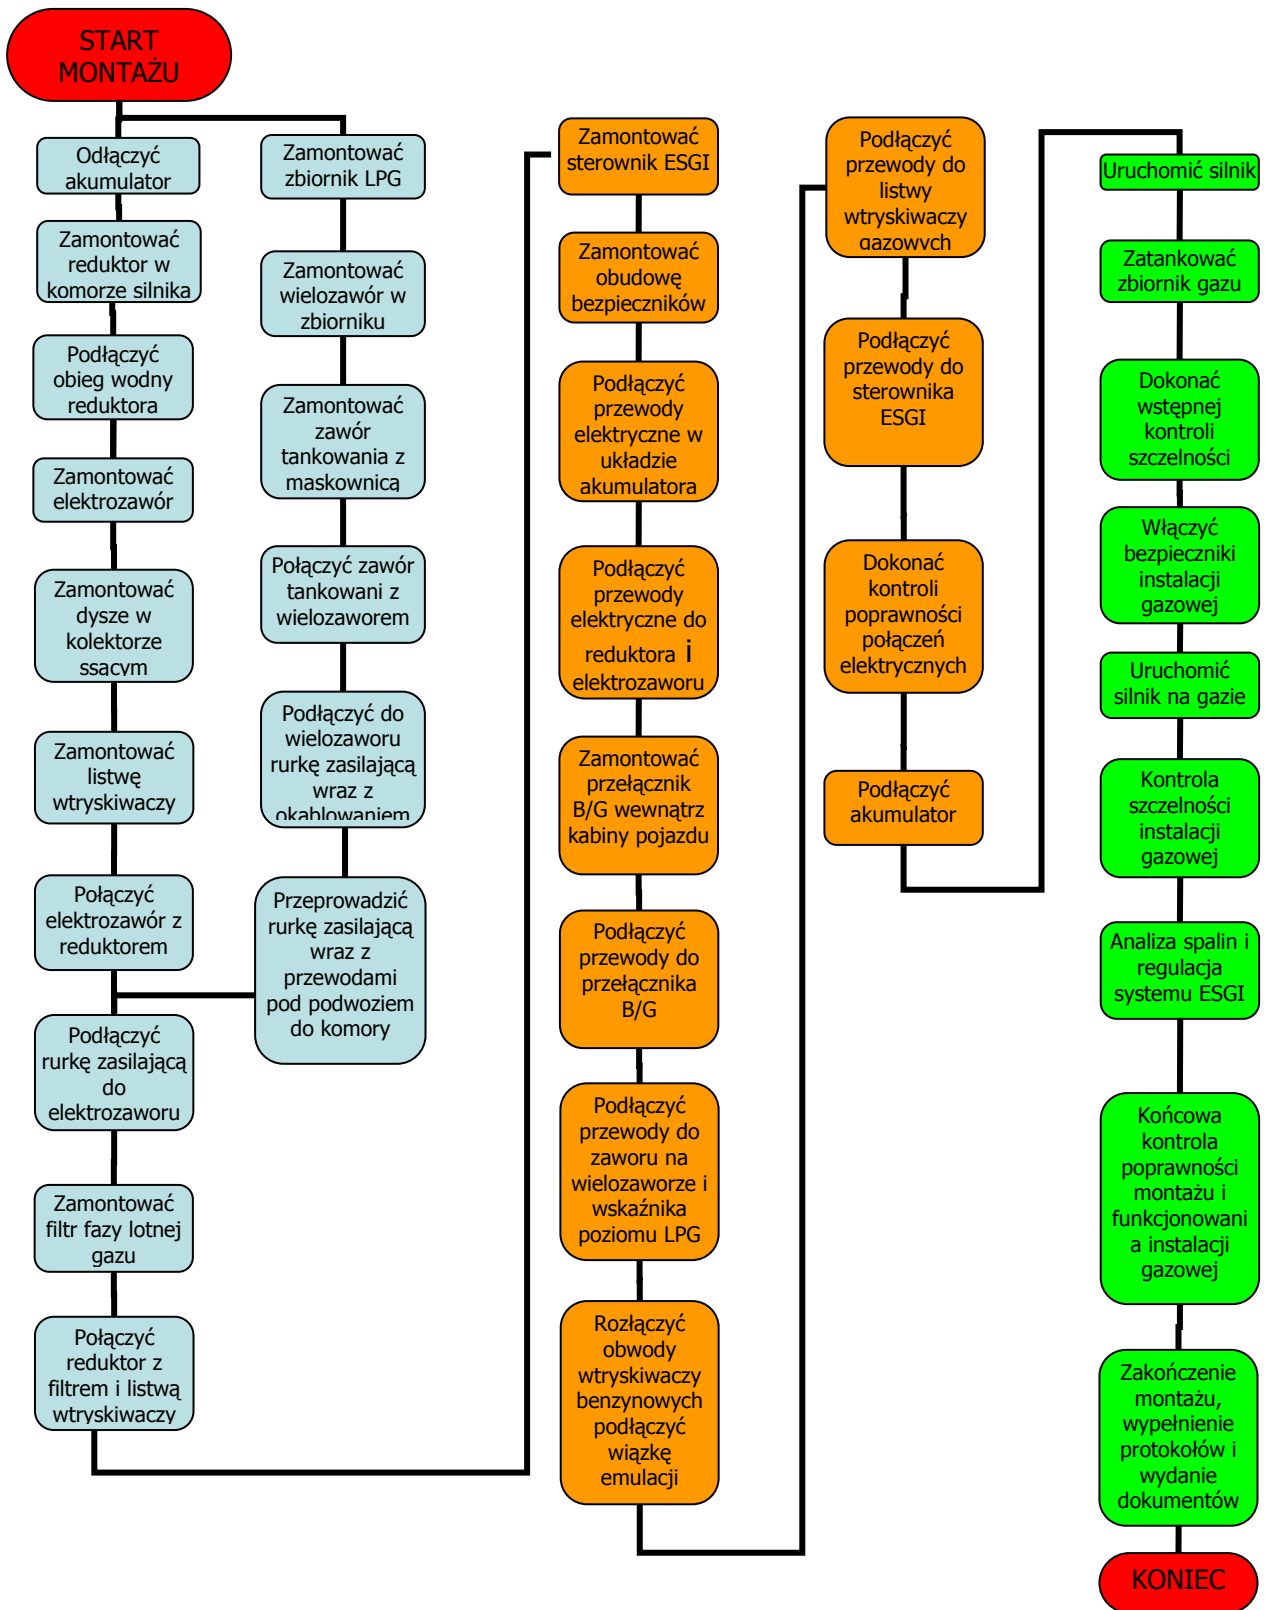 START
MONTAŻU
Odłączyć
akumulator
Zamontować
reduktor w
komorze silnika
Podłączyć
obieg wodny
reduktora
Zamontować
elektrozawór
Zamontować
dysze w
kolektorze
ssącym
Zamontować
listwę
wtryskiwaczy
Połączyć
elektrozawór z
reduktorem
Podłączyć
rurkę zasilającą
do
elektrozaworu
Zamontować
filtr fazy lotnej
gazu
Połączyć
reduktor z
filtrem i listwą
wtryskiwaczy
Zamontować
zbiornik LPG
Zamontować
wielozawór w
zbiorniku
Zamontować
zawór
tankowania z
maskownicą
Połączyć zawór
tankowani z
wielozaworem
Podłączyć do
wielozaworu
rurkę zasilającą
wraz z
okablowaniem
Przeprowadzić
rurkę zasilającą
wraz z
przewodami
pod podwoziem
do komory
Zamontować
sterownik ESGI
Zamontować
obudowę
bezpieczników
Podłączyć
przewody
elektryczne w
układzie
akumulatora
Podłączyć
przewody
elektryczne do
reduktora i
elektrozaworu
Zamontować
przełącznik
B/G wewnątrz
kabiny pojazdu
Podłączyć
przewody do
przełącznika
B/G
Podłączyć
przewody do
zaworu na
wielozaworze i
wskaźnika
poziomu LPG
Rozłączyć
obwody
wtryskiwaczy
benzynowych
podłączyć
wiązkę
emulacji
Podłączyć
przewody do
listwy
wtryskiwaczy
gazowych
Podłączyć
przewody do
sterownika
ESGI
Dokonać
kontroli
poprawności
połączeń
elektrycznych
Podłączyć
akumulator
Uruchomić silnik
Zatankować
zbiornik gazu
Dokonać
wstępnej
kontroli
szczelności
Włączyć
bezpieczniki
instalacji
gazowej
Uruchomić
silnik na gazie
Kontrola
szczelności
instalacji
gazowej
Analiza spalin i
regulacja
systemu ESGI
Końcowa
kontrola
poprawności
montażu i
funkcjonowani
a instalacji
gazowej
Zakończenie
montażu,
wypełnienie
protokołów i
wydanie
dokumentów
KONIEC